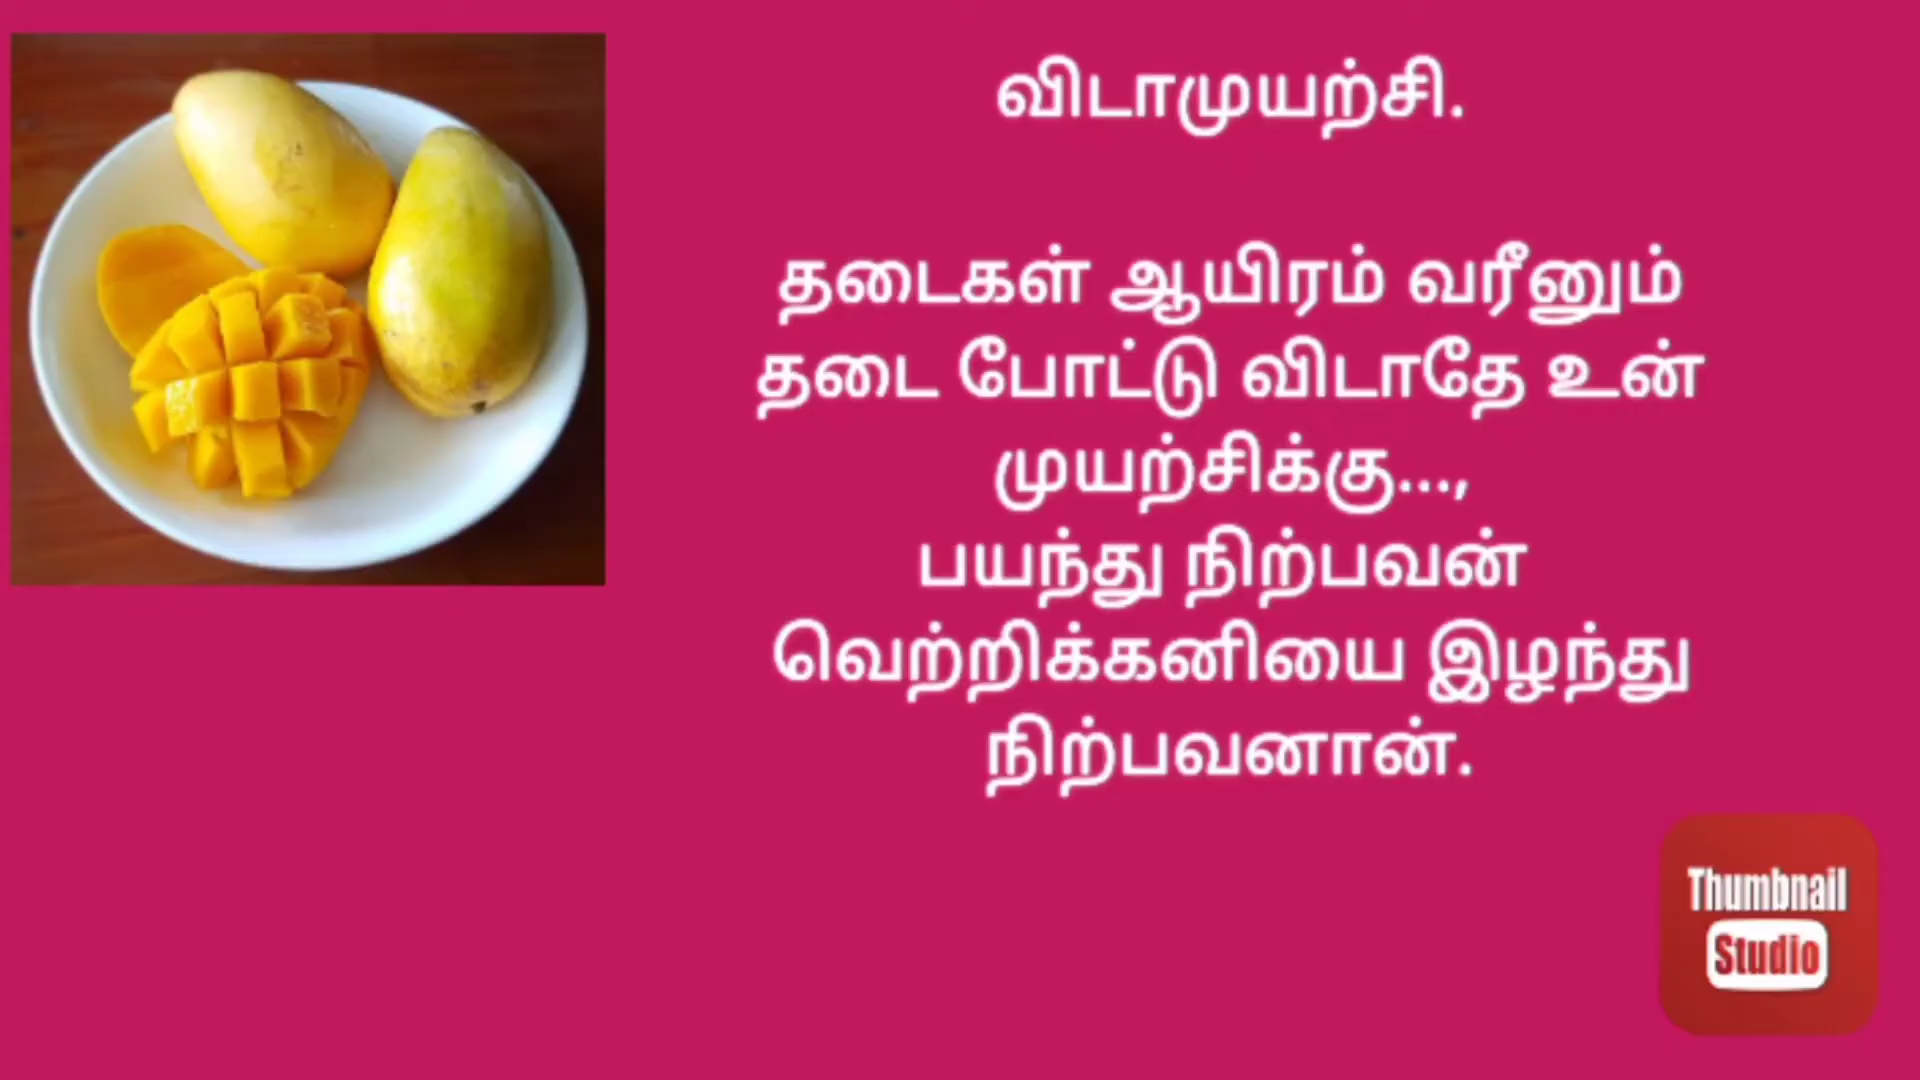 விடாமுயற்சி.
தடைகள் ஆயிரம் வரீனும்
தடை போட்டு விடாதே உன்
முயற்சிக்கு...,
பயந்து நிற்பவன்
வெற்றிக்கனியை இழந்து
நிற்பவனான்.
Thumbnail
Studio